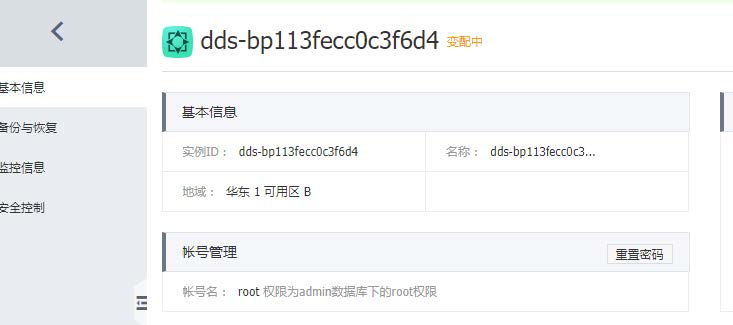 dds-bp113fecc0c3f6d4 变配中
基本信息
备份与恢复
监控信息
安全控制
基本信息
实例ID： dds-bp113fecc0c3f6d4 名称： dds-bp113fecc0c3...
地域： 华东 1 可用区 B
帐号管理 重置密码
帐号名： root 权限为admin数据库下的root权限